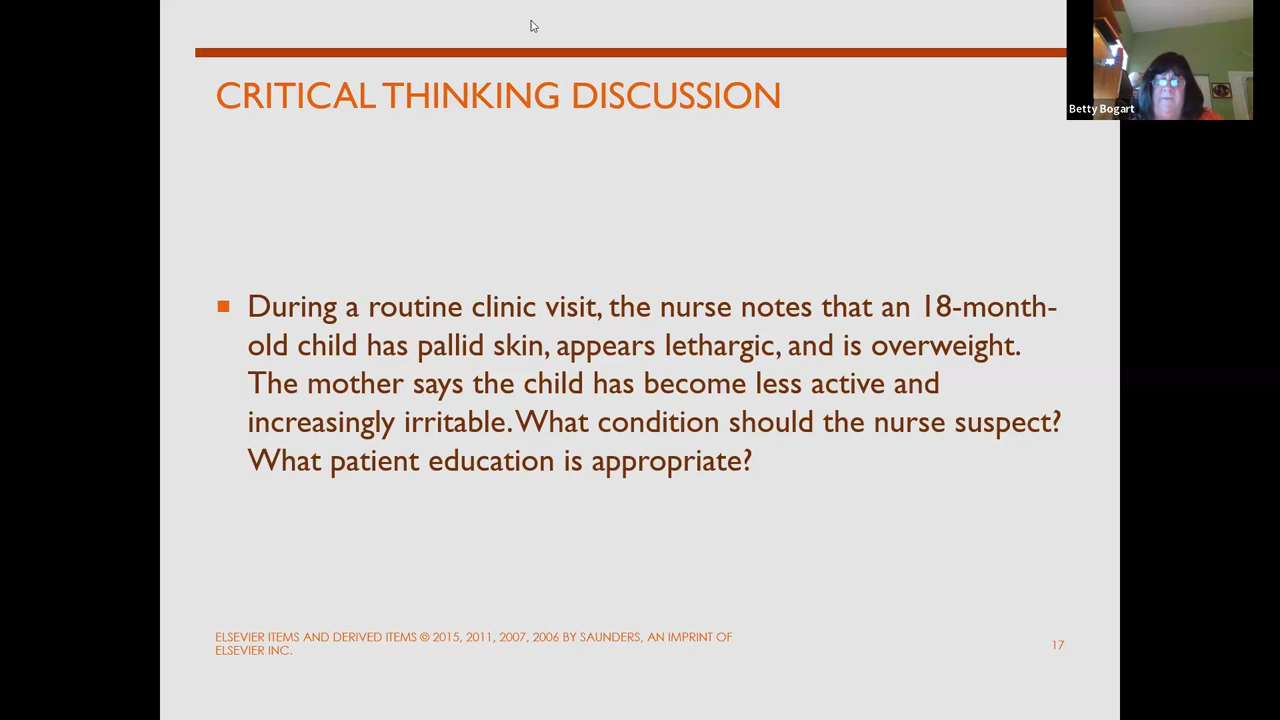 Betty Bogart
CRITICAL THINKING DISCUSSION
During a routine clinic visit, the nurse notes that an 18-month-
old child has pallid skin, appears lethargic, and is overweight.
The mother says the child has become less active and
increasingly irritable. What condition should the nurse suspect?
What patient education is appropriate?
ELSEVIER ITEMS AND DERIVED ITEMS © 2015, 2011, 2007, 2006 BY SAUNDERS, AN IMPRINT OF
ELSEVIER INC.
17